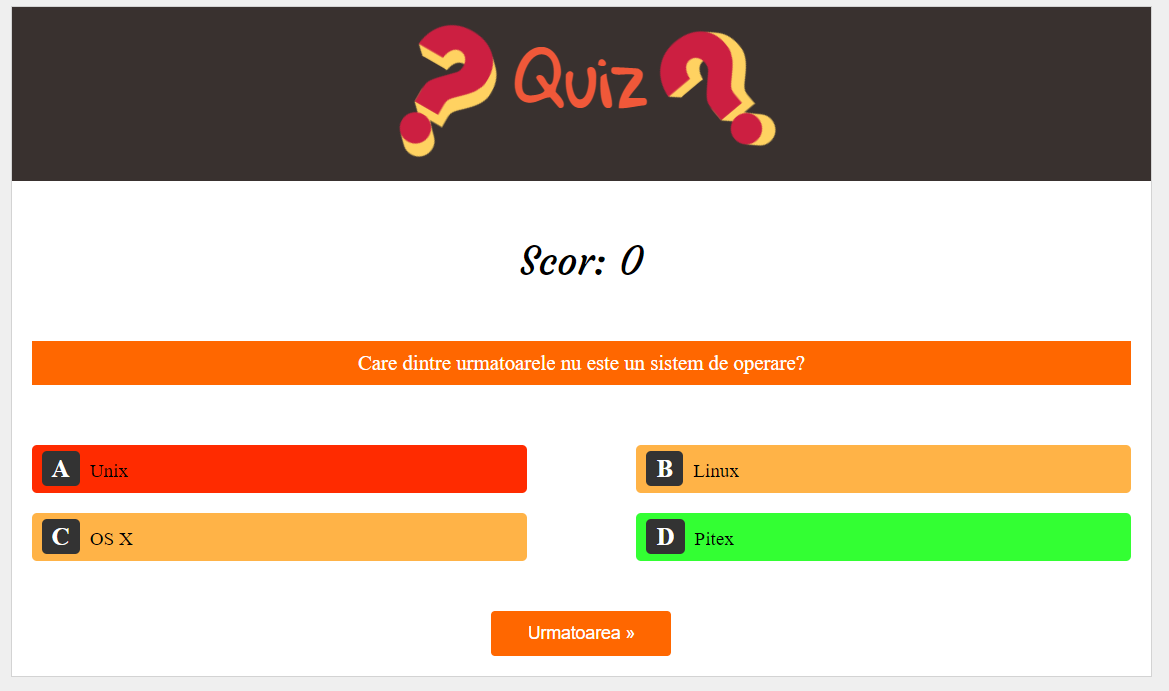 Quiz
Scor: 0
Care dintre urmatoarele nu este un sistem de operare?
A Unix
B Linux
C OS X
D Pitex
Urmatoarea »